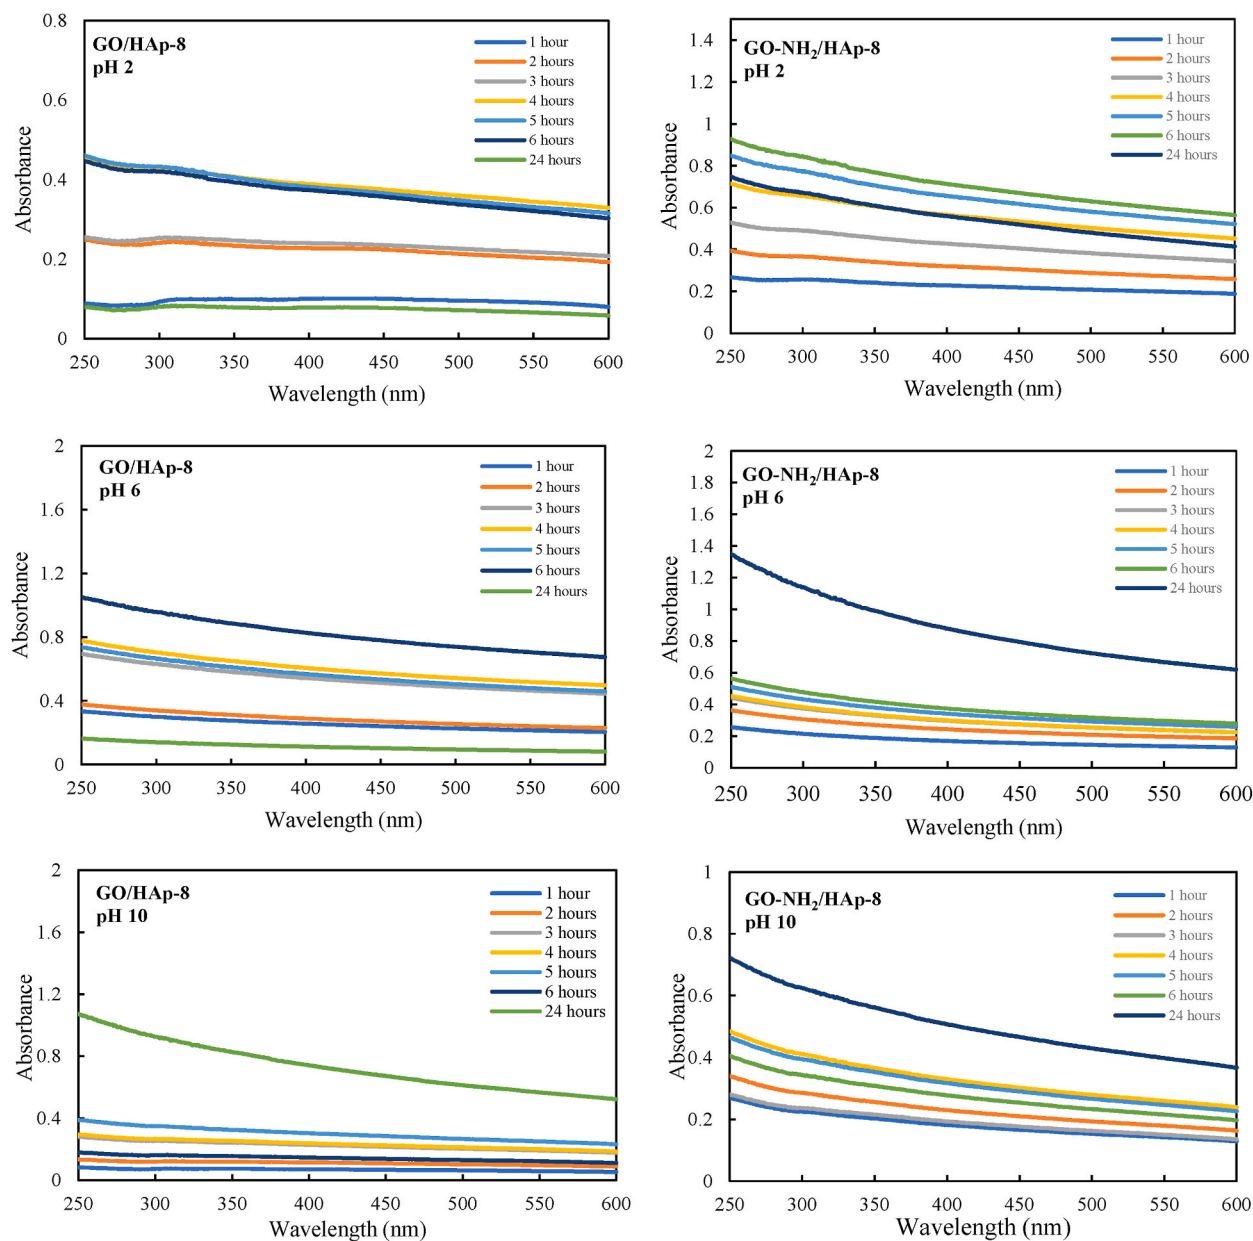 GO/HAp-8
pH 2
1 hour
2 hours
3 hours
4 hours
5 hours
6 hours
24 hours
0.8
0.6
0.4
0.2
0
Absorbance
250 300 350 400 450 500 550 600
Wavelength (nm)
GO-NH₂/HAp-8
pH 2
1 hour
2 hours
3 hours
4 hours
5 hours
6 hours
24 hours
1.4
1.2
1
0.8
0.6
0.4
0.2
0
Absorbance
250 300 350 400 450 500 550 600
Wavelength (nm)
GO/HAp-8
pH 6
1 hour
2 hours
3 hours
4 hours
5 hours
6 hours
24 hours
2
1.6
1.2
0.8
0.4
0
Absorbance
250 300 350 400 450 500 550 600
Wavelength (nm)
GO-NH₂/HAp-8
pH 6
1 hour
2 hours
3 hours
4 hours
5 hours
6 hours
24 hours
2
1.8
1.6
1.4
1.2
1
0.8
0.6
0.4
0.2
0
Absorbance
250 300 350 400 450 500 550 600
Wavelength (nm)
GO/HAp-8
pH 10
1 hour
2 hours
3 hours
4 hours
5 hours
6 hours
24 hours
2
1.6
1.2
0.8
0.4
0
Absorbance
250 300 350 400 450 500 550 600
Wavelength (nm)
GO-NH₂/HAp-8
pH 10
1 hour
2 hours
3 hours
4 hours
5 hours
6 hours
24 hours
1
0.8
0.6
0.4
0.2
0
Absorbance
250 300 350 400 450 500 550 600
Wavelength (nm)